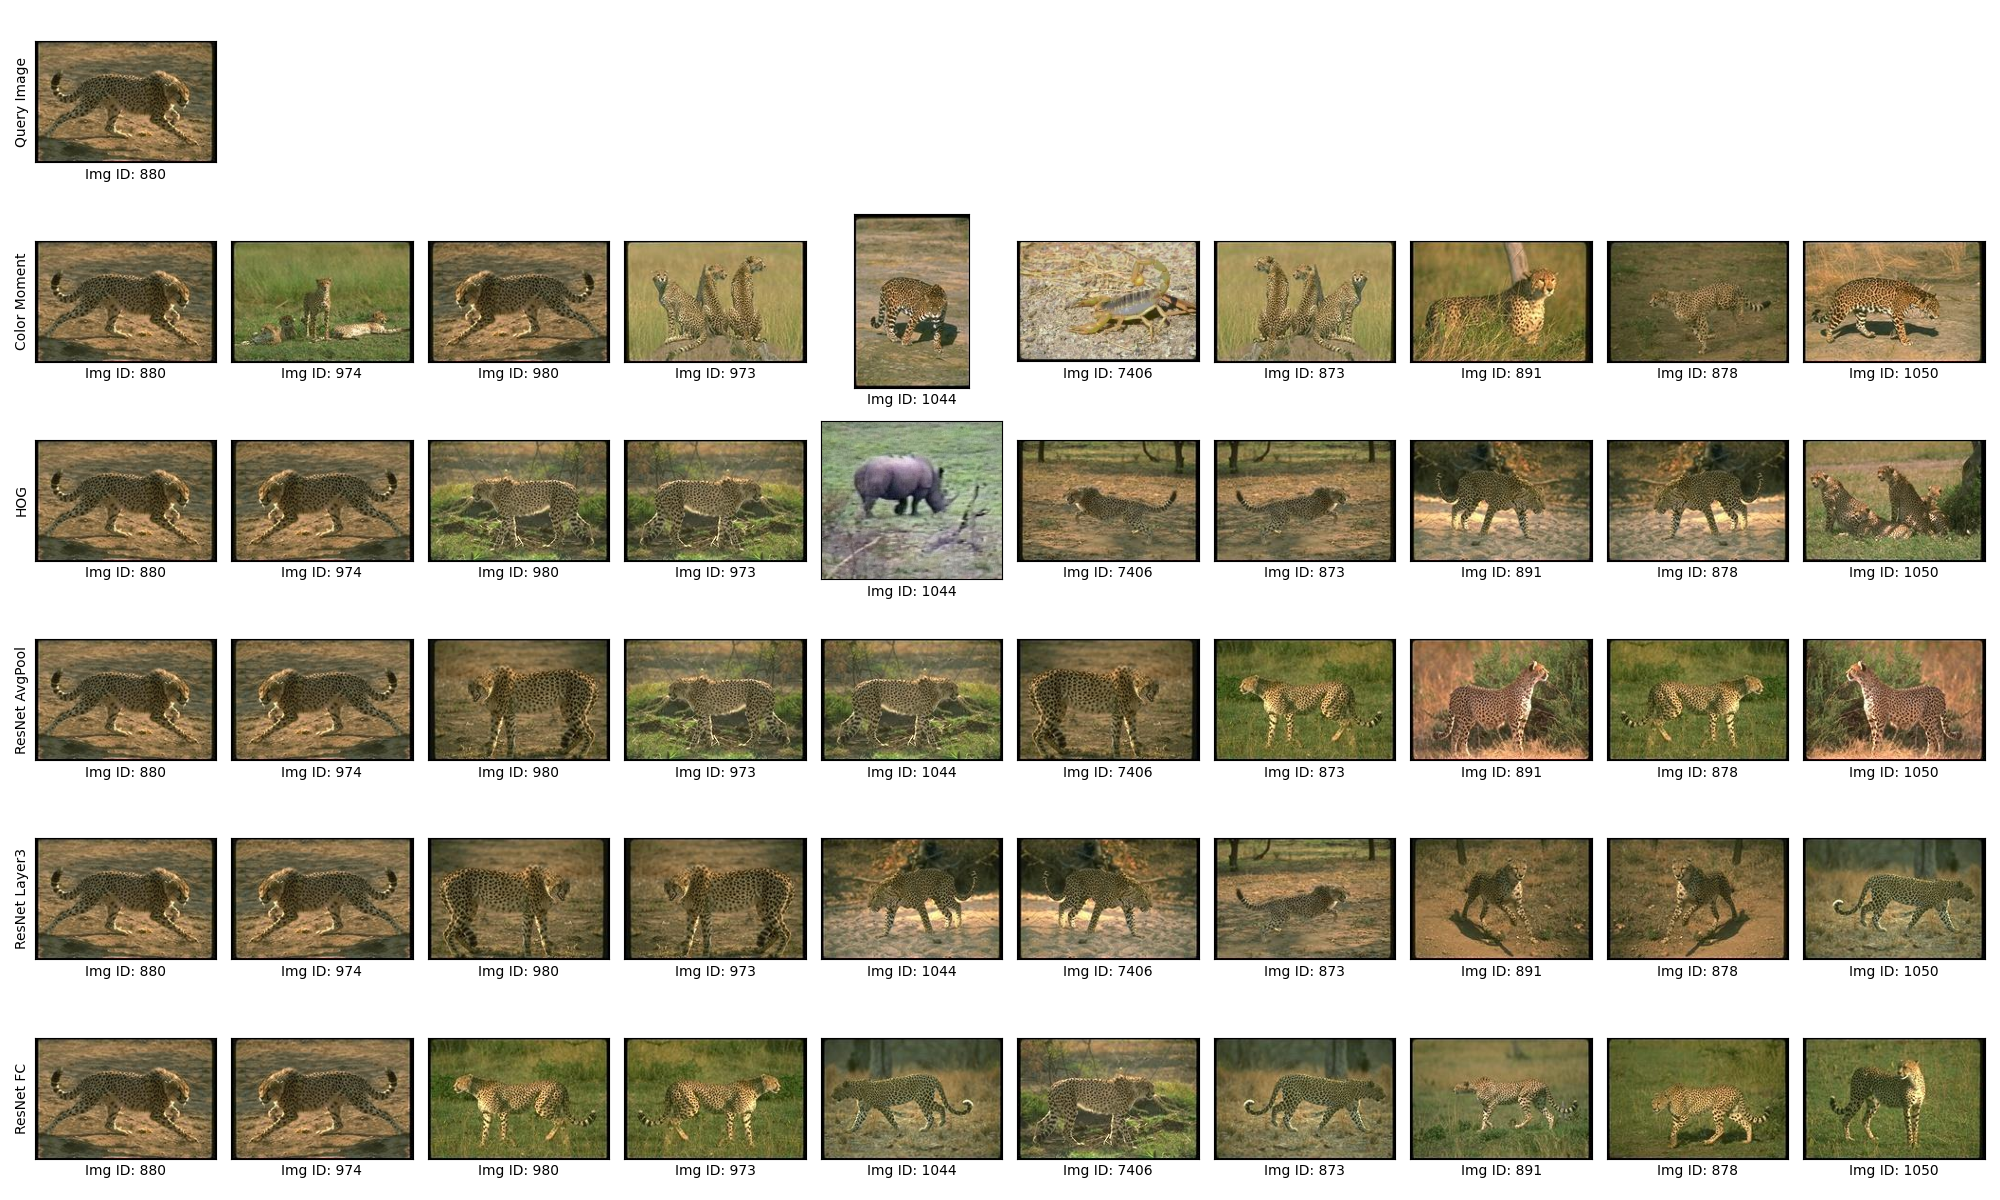 Query Image
Img ID: 880
Color Moment
Img ID: 880 Img ID: 974 Img ID: 980 Img ID: 973 Img ID: 1044 Img ID: 7406 Img ID: 873 Img ID: 891 Img ID: 878 Img ID: 1050
HOG
Img ID: 880 Img ID: 974 Img ID: 980 Img ID: 973 Img ID: 1044 Img ID: 7406 Img ID: 873 Img ID: 891 Img ID: 878 Img ID: 1050
ResNet AvgPool
Img ID: 880 Img ID: 974 Img ID: 980 Img ID: 973 Img ID: 1044 Img ID: 7406 Img ID: 873 Img ID: 891 Img ID: 878 Img ID: 1050
ResNet Layer3
Img ID: 880 Img ID: 974 Img ID: 980 Img ID: 973 Img ID: 1044 Img ID: 7406 Img ID: 873 Img ID: 891 Img ID: 878 Img ID: 1050
ResNet FC
Img ID: 880 Img ID: 974 Img ID: 980 Img ID: 973 Img ID: 1044 Img ID: 7406 Img ID: 873 Img ID: 891 Img ID: 878 Img ID: 1050